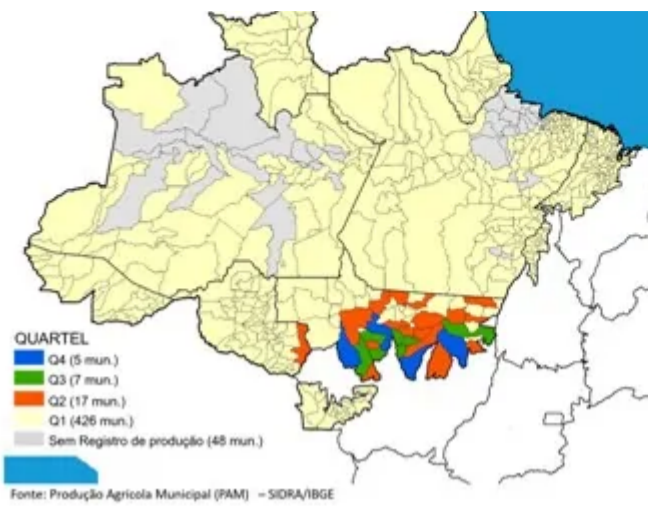 QUARTEL
Q4 (5 mun.)
Q3 (7 mun.)
Q2 (17 mun.)
Q1 (426 mun.)
Sem Registro de produção (48 mun.)
Fonte: Produção Agrícola Municipal (PAM) – SIDRA/IBGE